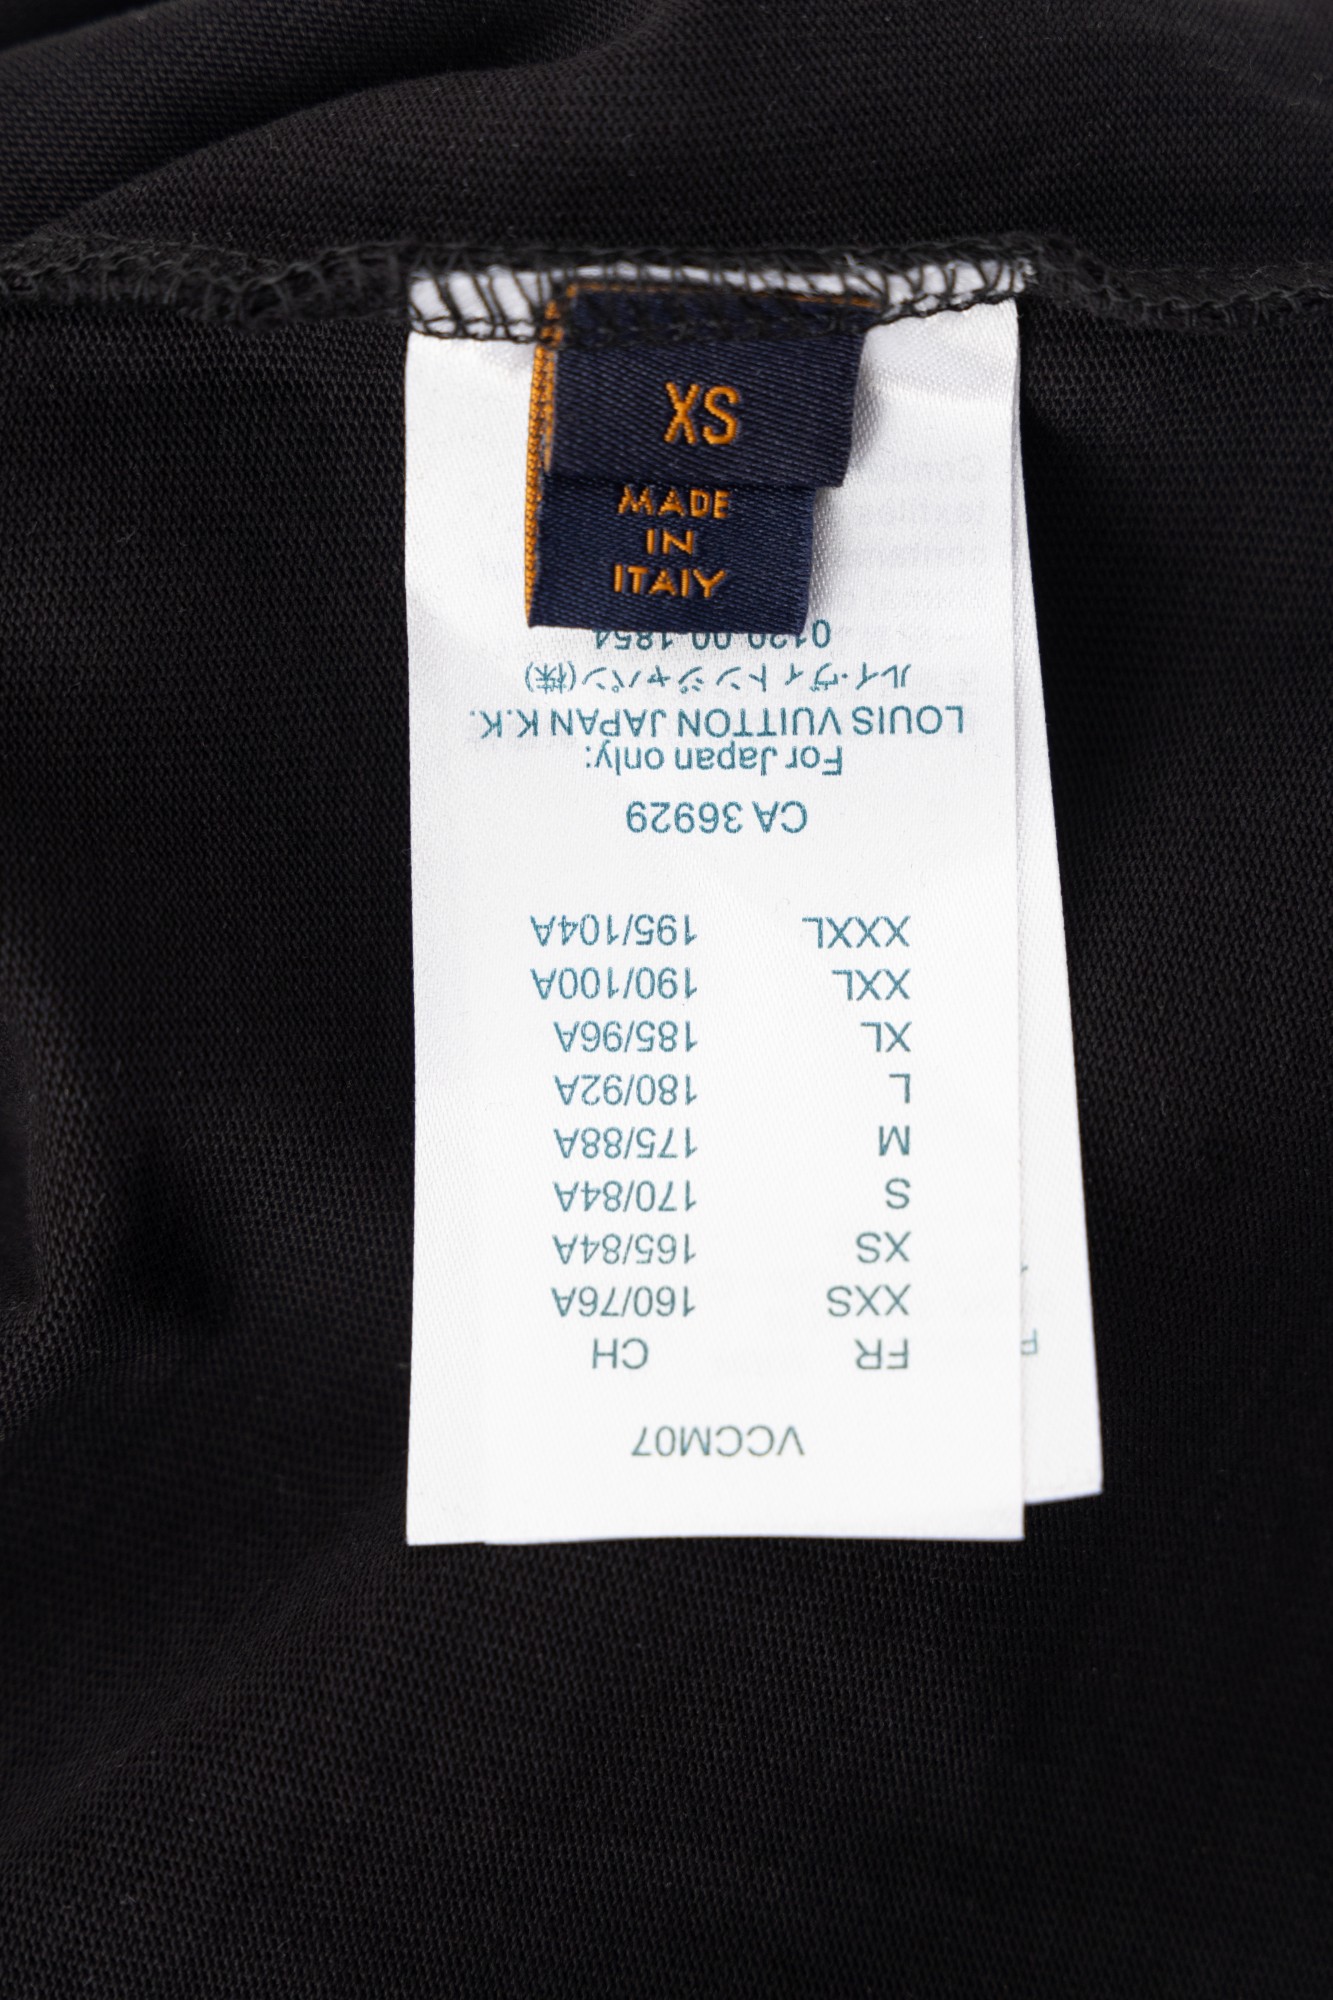 XS
MADE
IN
ITALY
VCCM07
FR CH
XXS 160/76A
XS 165/84A
S 170/84A
M 175/88A
L 180/92A
XL 185/96A
XXL 190/100A
XXXL 195/104A
CA 36929
For Japan only:
LOUIS VUITTON JAPAN K.K.
ルイ・ヴィトンジャパン(株)
0120 00 1854